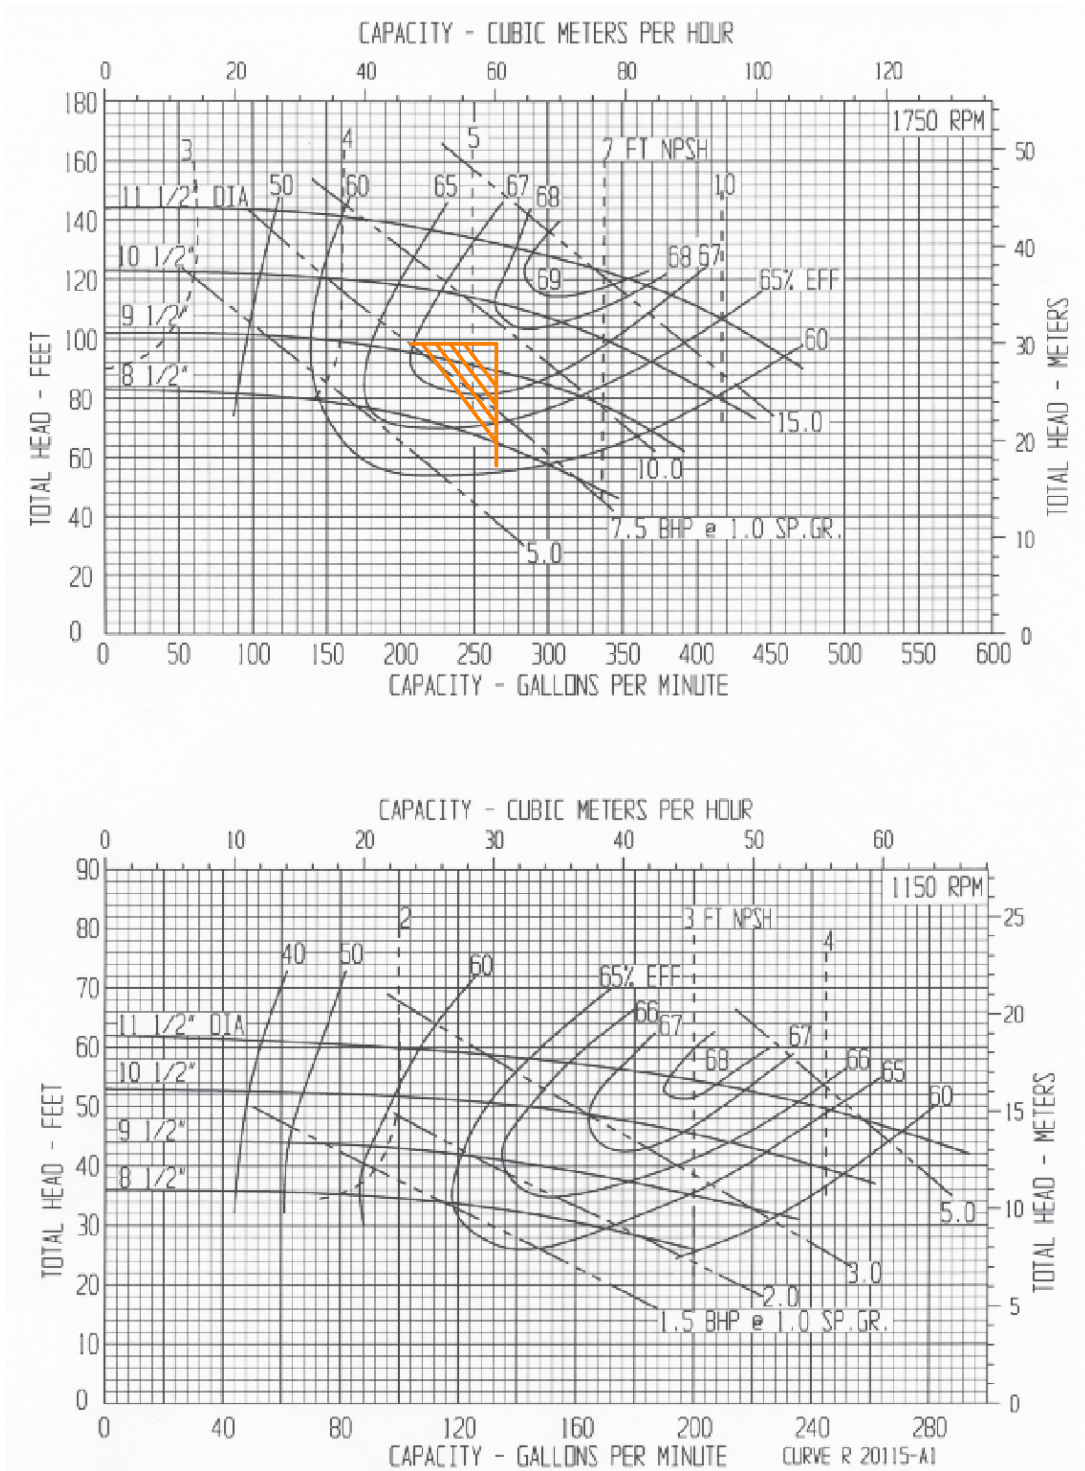 CAPACITY - CUBIC METERS PER HOUR
0 20 40 60 80 100 120
180 1750 RPM
160 3 4 5 7 FT NPSH 50
11 1/2" DIA 50 60 65 67 68 10
140 40
10 1/2" 68 67
120 69 65% EFF
9 1/2"
100 60 30
8 1/2"
80 15.0
60 10.0 20
40 7.5 BHP @ 1.0 SP.GR.
5.0 10
20
0 0
0 50 100 150 200 250 300 350 400 450 500 550 600
CAPACITY - GALLONS PER MINUTE
TOTAL HEAD - FEET
TOTAL HEAD - METERS
CAPACITY - CUBIC METERS PER HOUR
0 10 20 30 40 50 60
90 1150 RPM
80 2 3 FT NPSH 25
4
40 50 60 65% EFF
70
11 1/2" DIA 66 67 67 20
60 68 66
10 1/2" 65
50 60 15
9 1/2"
40
8 1/2"
30 5.0 10
20 3.0
2.0
1.5 BHP @ 1.0 SP.GR. 5
10
0 0
0 40 80 120 160 200 240 280
CAPACITY - GALLONS PER MINUTE CURVE R 20115-A1
TOTAL HEAD - FEET
TOTAL HEAD - METERS